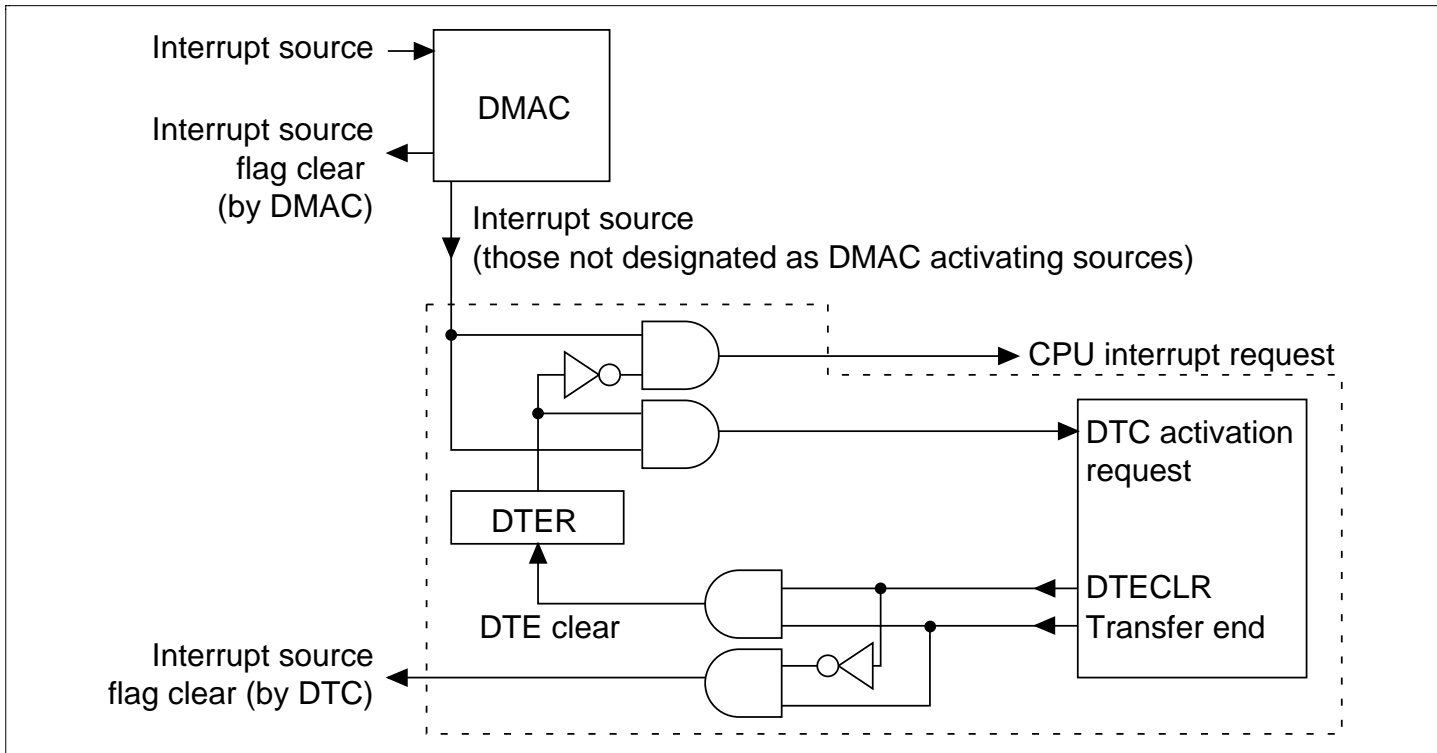 Interrupt source
DMAC
Interrupt source
flag clear
(by DMAC)
Interrupt source
(those not designated as DMAC activating sources)
CPU interrupt request
DTC activation
request
DTER
DTECLR
DTE clear
Transfer end
Interrupt source
flag clear (by DTC)